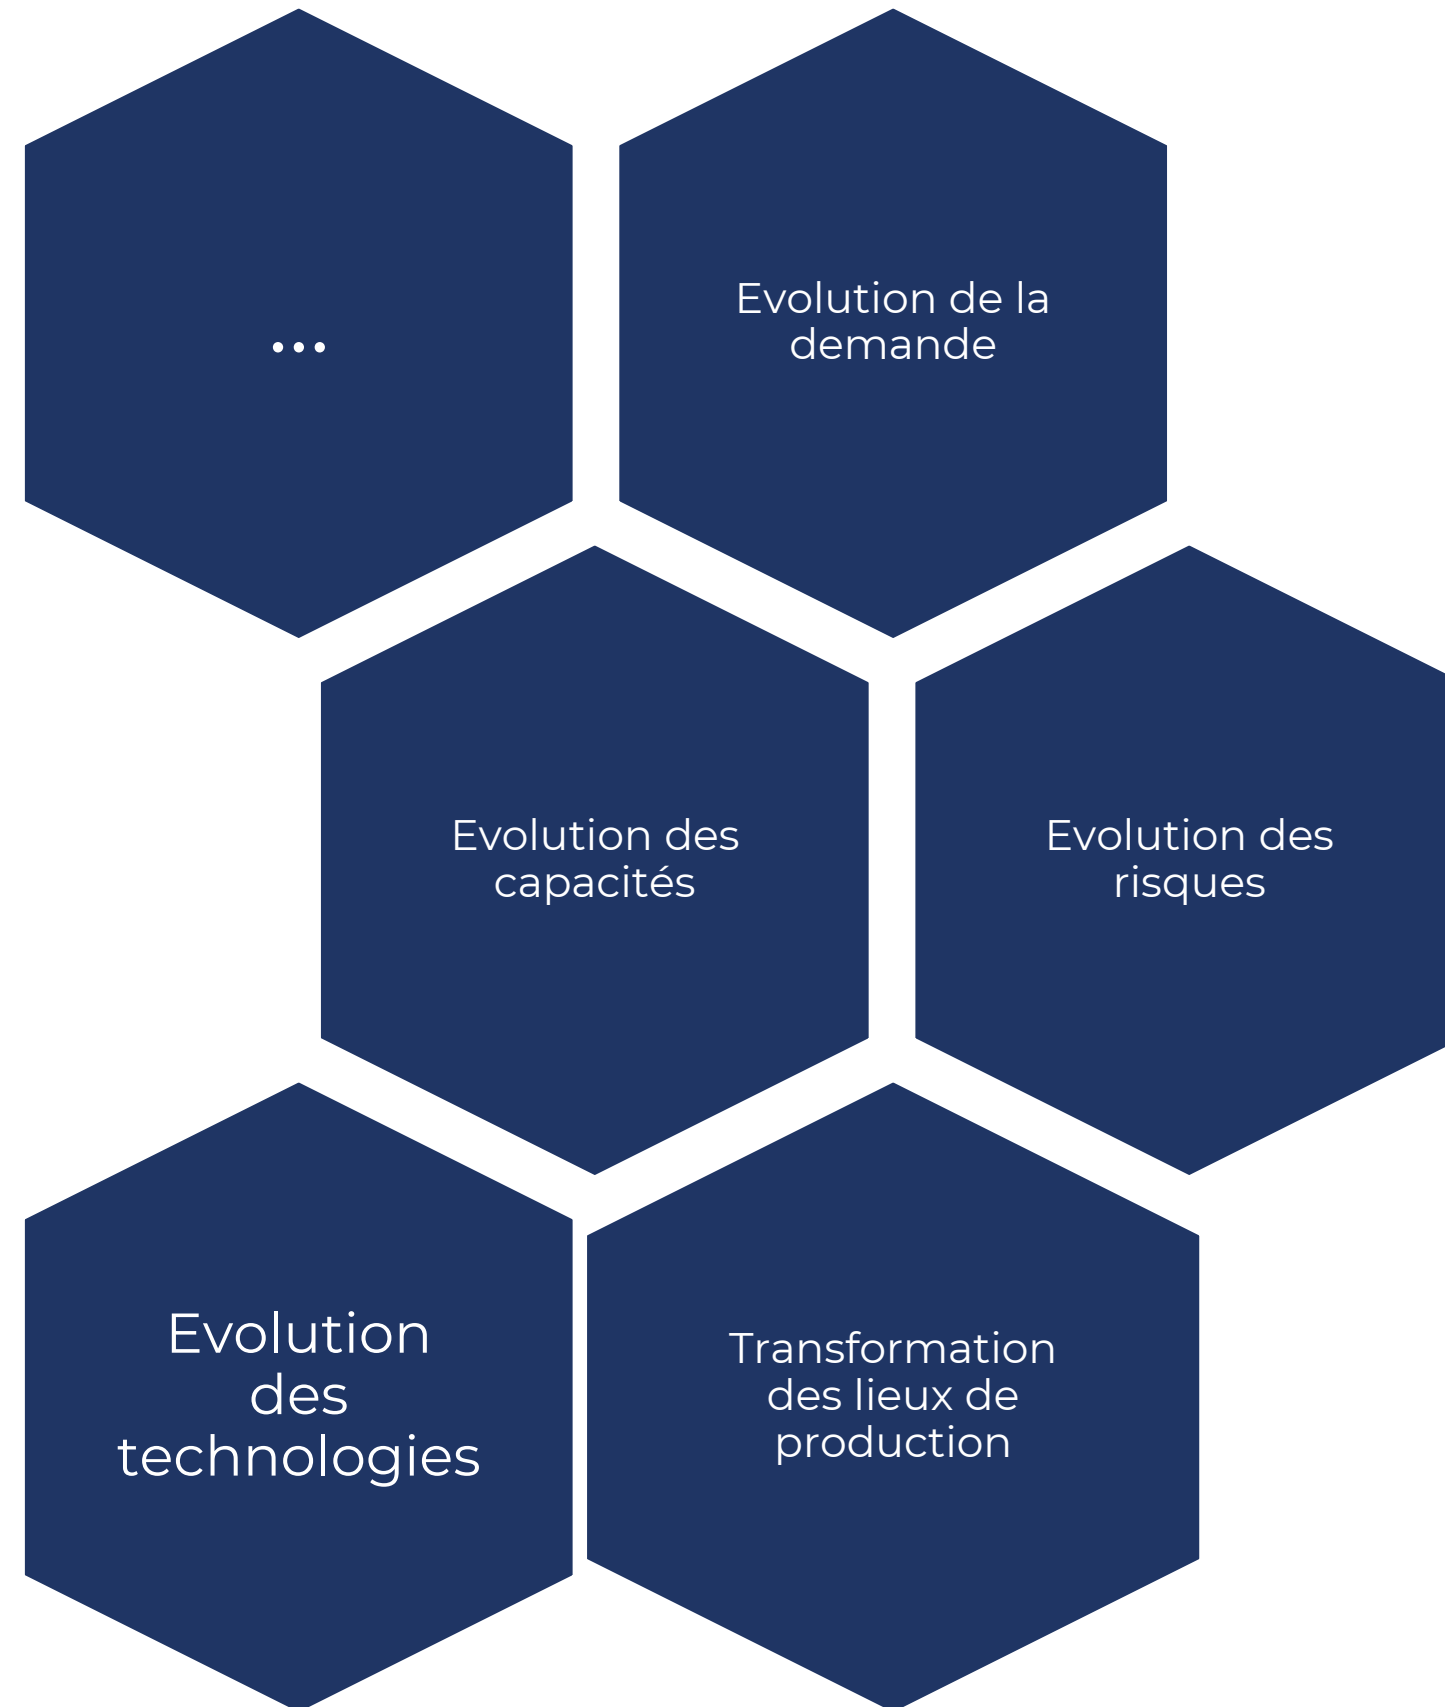 ...
Evolution de la
demande
Evolution des
capacités
Evolution des
risques
Evolution
des
technologies
Transformation
des lieux de
production